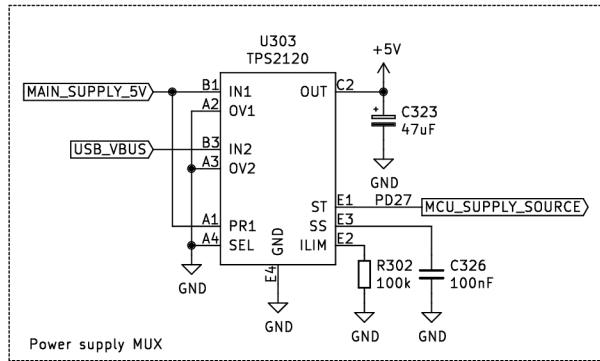 U303
TPS2120
+5V
MAIN_SUPPLY_5V
B1
IN1
OUT
C2
A2
OV1
C323
47uF
USB_VBUS
B3
IN2
A3
OV2
GND
ST
E1
PD27
MCU_SUPPLY_SOURCE
A1
PR1
SS
E3
A4
SEL
GND
ILIM
E2
E4
R302
100k
C326
100nF
GND
GND
GND
GND
Power supply MUX